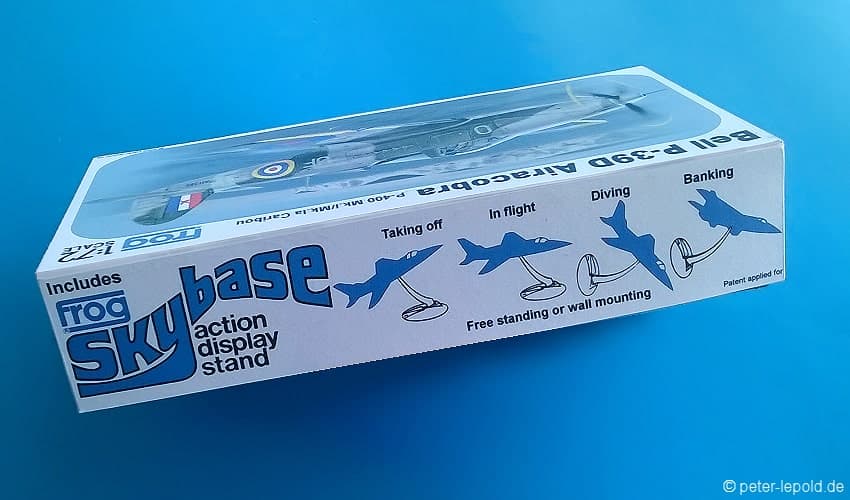 Bell P-39D Airacobra
P-400 Mk.I/Mk.Ia Caribou
frog
1:72
SCALE
Includes
frog
skybase
action
display
stand
Taking off
In flight
Diving
Banking
Free standing or wall mounting
Patent applied for
© peter-lepold.de